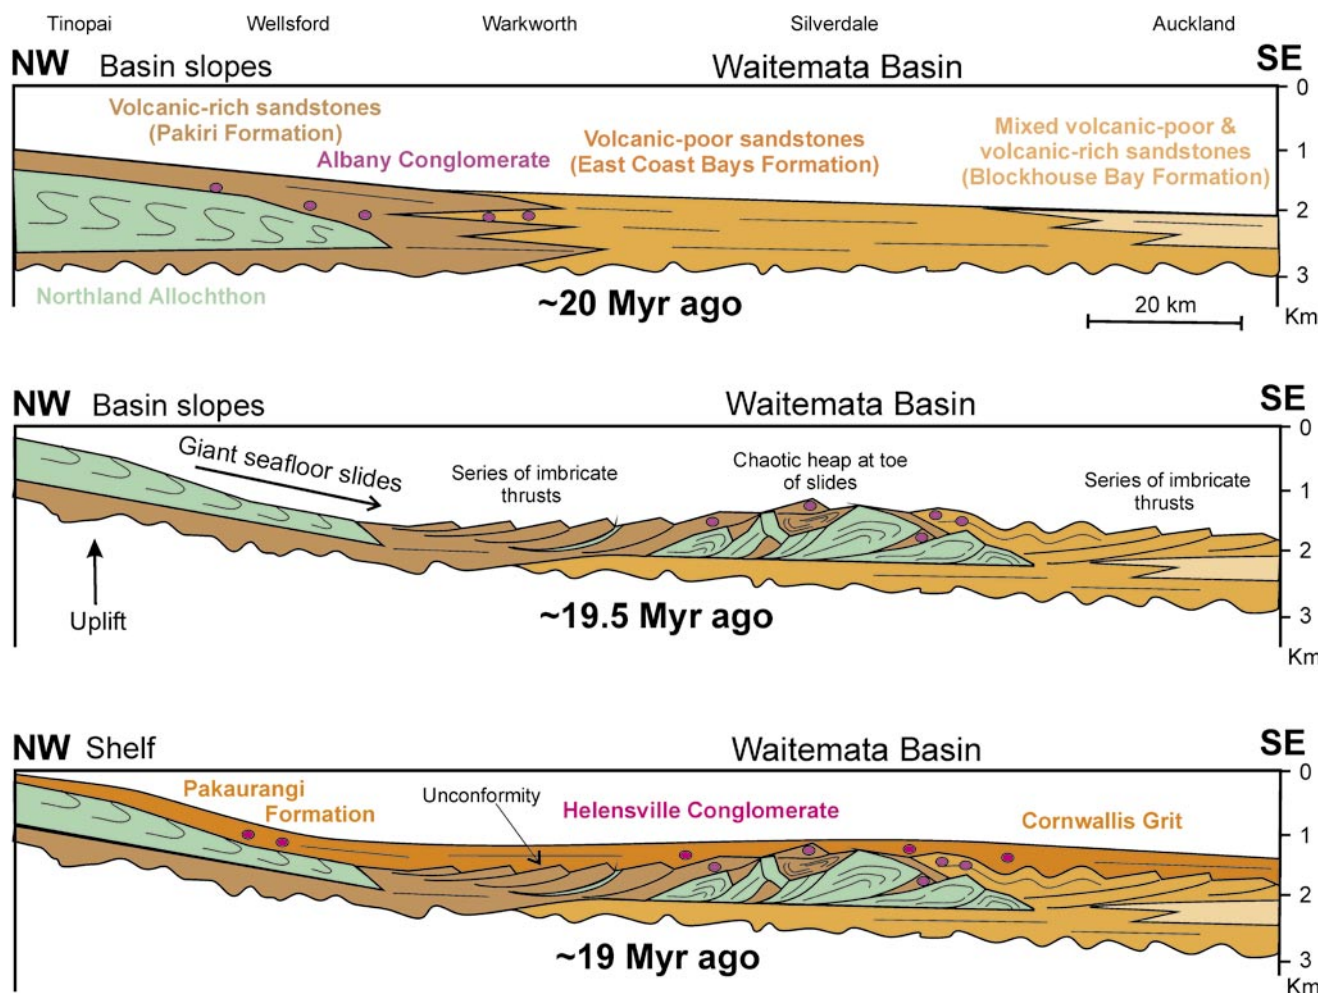 Tinopai Wellsford Warkworth Silverdale Auckland
NW Basin slopes Waitemata Basin SE
0
Volcanic-rich sandstones
(Pakiri Formation)
Albany Conglomerate
Volcanic-poor sandstones
(East Coast Bays Formation)
Mixed volcanic-poor &
volcanic-rich sandstones
(Blockhouse Bay Formation)
1
2
3
Northland Allochthon
~20 Myr ago
20 km
Km
NW Basin slopes Waitemata Basin SE
0
Giant seafloor slides
Series of imbricate
thrusts
Chaotic heap at toe
of slides
Series of imbricate
thrusts
1
2
3
Uplift
~19.5 Myr ago
Km
NW Shelf Waitemata Basin SE
0
Pakaurangi
Formation
Unconformity
Helensville Conglomerate
Cornwallis Grit
1
2
3
~19 Myr ago
Km